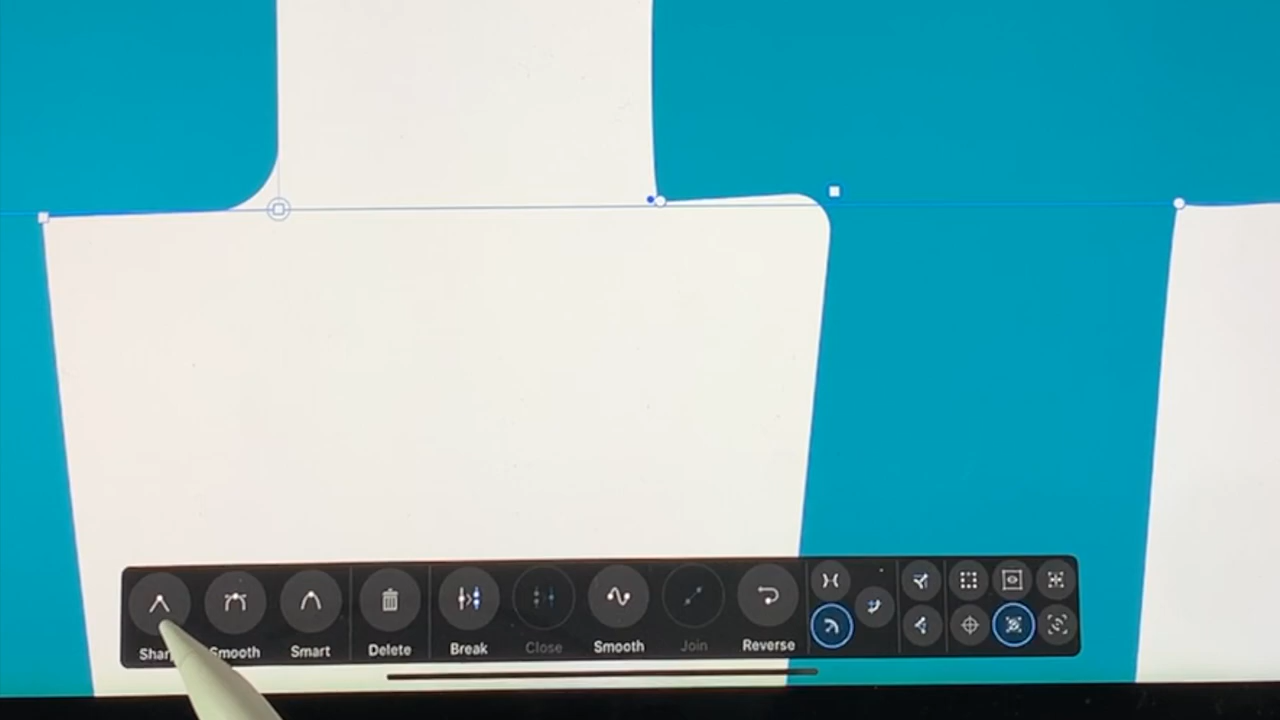 Smooth
Smart
Delete
Break
Close
Smooth
Join
Reverse